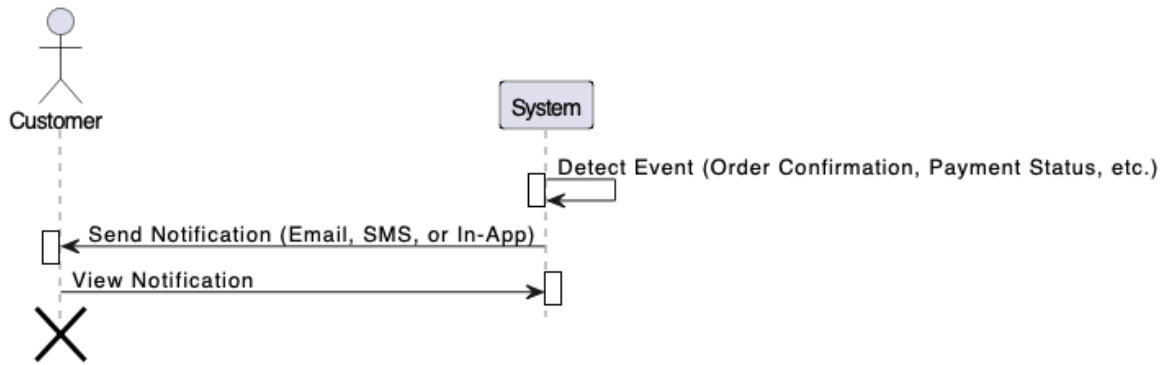 Customer
System
Detect Event (Order Confirmation, Payment Status, etc.)
Send Notification (Email, SMS, or In-App)
View Notification